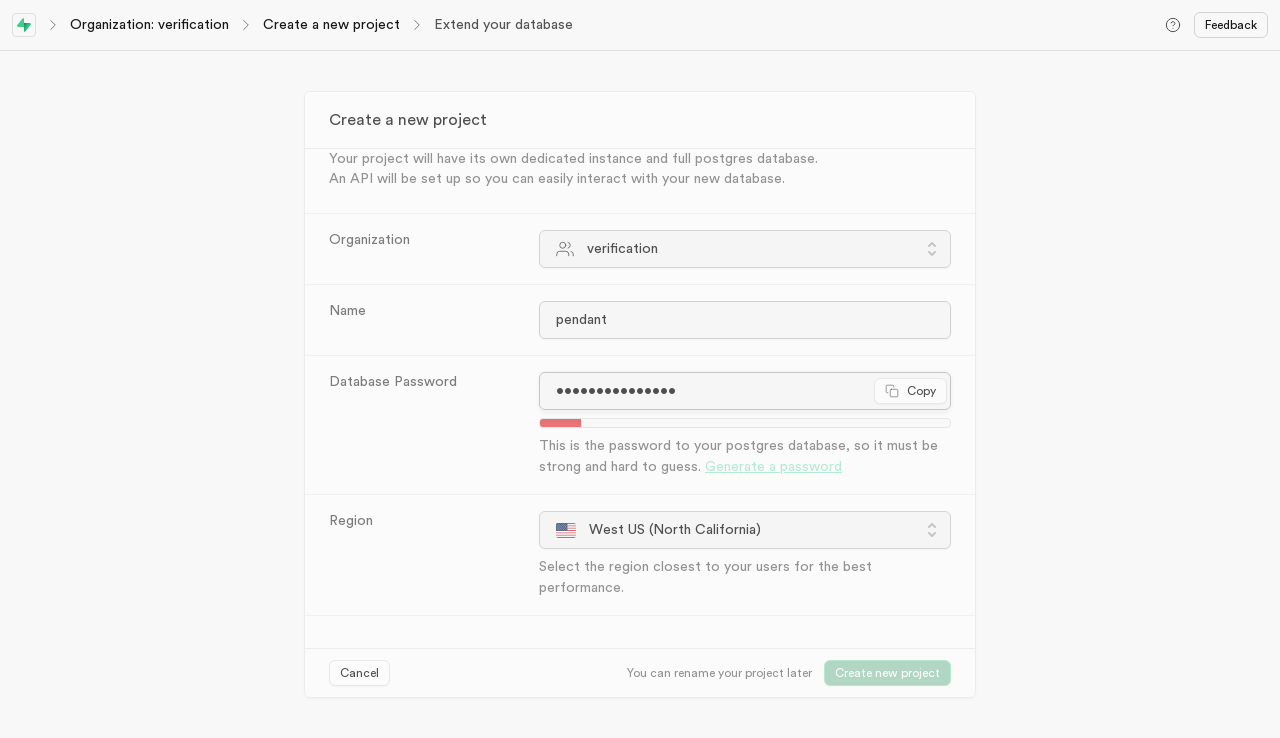 Organization: verification
Create a new project
Extend your database
Feedback
Create a new project
Your project will have its own dedicated instance and full postgres database.
An API will be set up so you can easily interact with your new database.
Organization
verification
Name
pendant
Database Password
•••••••••••••••
Copy
This is the password to your postgres database, so it must be
strong and hard to guess. Generate a password
Region
West US (North California)
Select the region closest to your users for the best
performance.
Cancel
You can rename your project later
Create new project